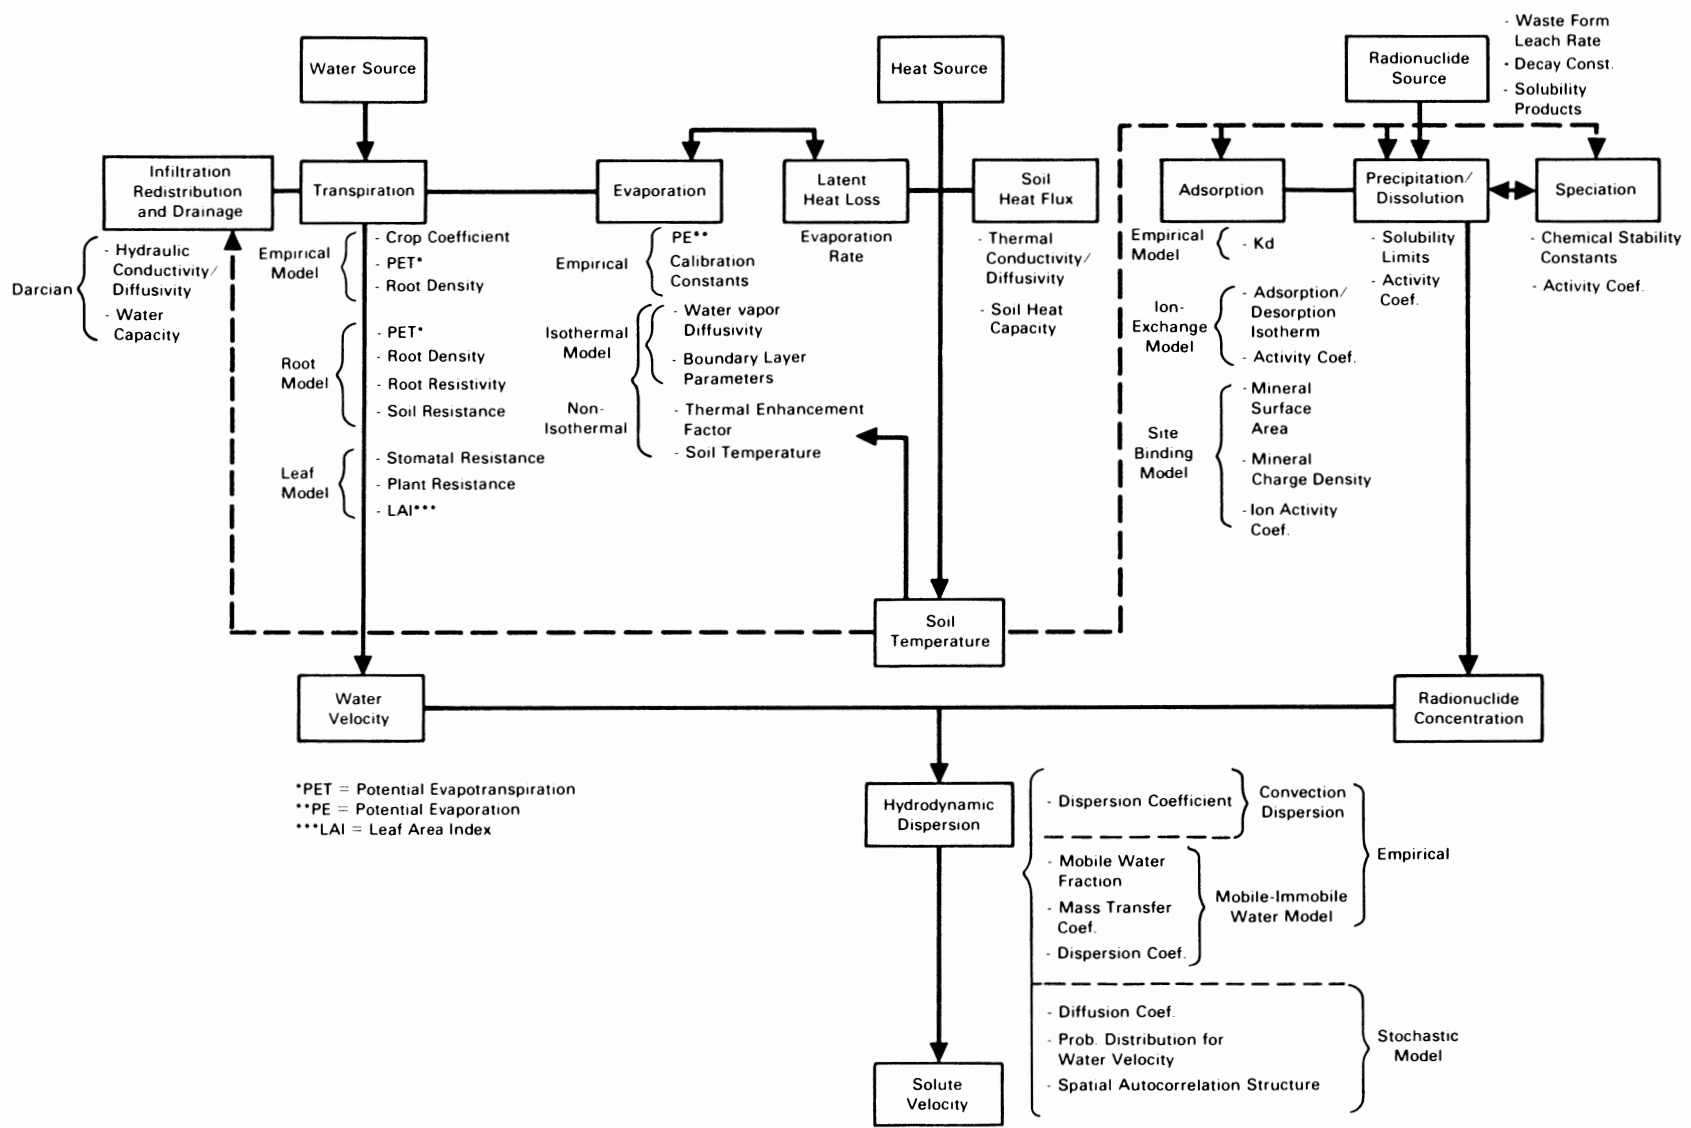 Water Source
Heat Source
Radionuclide
Source
- Waste Form
Leach Rate
- Decay Const.
- Solubility
Products
Infiltration
Redistribution
and Drainage
Transpiration
Evaporation
Latent
Heat Loss
Soil
Heat Flux
Adsorption
Precipitation/
Dissolution
Speciation
Darcian
- Hydraulic
Conductivity/
Diffusivity
- Water
Capacity
Empirical
Model
- Crop Coefficient
- PET*
- Root Density
Root
Model
- PET*
- Root Density
- Root Resistivity
- Soil Resistance
Leaf
Model
- Stomatal Resistance
- Plant Resistance
- LAI***
Empirical
PE**
Calibration
Constants
Isothermal
Model
- Water vapor
Diffusivity
- Boundary Layer
Parameters
Non-
Isothermal
- Thermal Enhancement
Factor
- Soil Temperature
Evaporation
Rate
- Thermal
Conductivity/
Diffusivity
- Soil Heat
Capacity
Empirical
Model
- Kd
Ion-
Exchange
Model
- Adsorption/
Desorption
Isotherm
- Activity Coef.
Site
Binding
Model
- Mineral
Surface
Area
- Mineral
Charge Density
- Ion Activity
Coef.
- Solubility
Limits
- Activity
Coef.
- Chemical Stability
Constants
- Activity Coef.
Soil
Temperature
Water
Velocity
Radionuclide
Concentration
*PET = Potential Evapotranspiration
**PE = Potential Evaporation
***LAI = Leaf Area Index
Hydrodynamic
Dispersion
- Dispersion Coefficient
Convection
Dispersion
- Mobile Water
Fraction
- Mass Transfer
Coef.
- Dispersion Coef.
Mobile-Immobile
Water Model
Empirical
- Diffusion Coef.
- Prob. Distribution for
Water Velocity
- Spatial Autocorrelation Structure
Stochastic
Model
Solute
Velocity